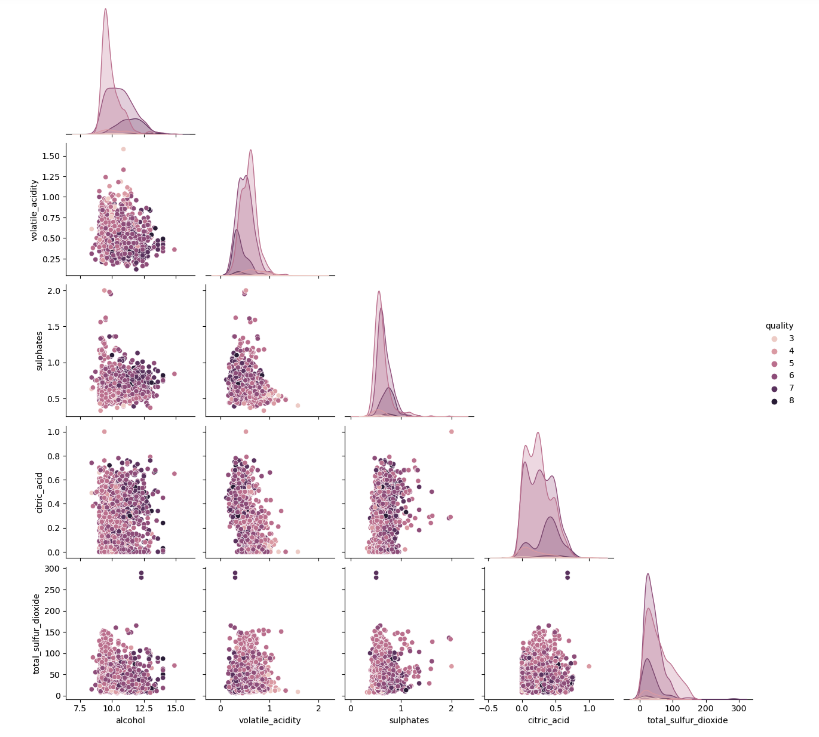 volatile_acidity
1.50
1.25
1.00
0.75
0.50
0.25
sulphates
2.0
1.5
1.0
0.5
quality
3
4
5
6
7
8
citric_acid
1.0
0.8
0.6
0.4
0.2
0.0
total_sulfur_dioxide
300
250
200
150
100
50
0
7.5 10.0 12.5 15.0
alcohol
0 1 2
volatile_acidity
0 1 2
sulphates
−0.5 0.0 0.5 1.0
citric_acid
0 100 200 300
total_sulfur_dioxide